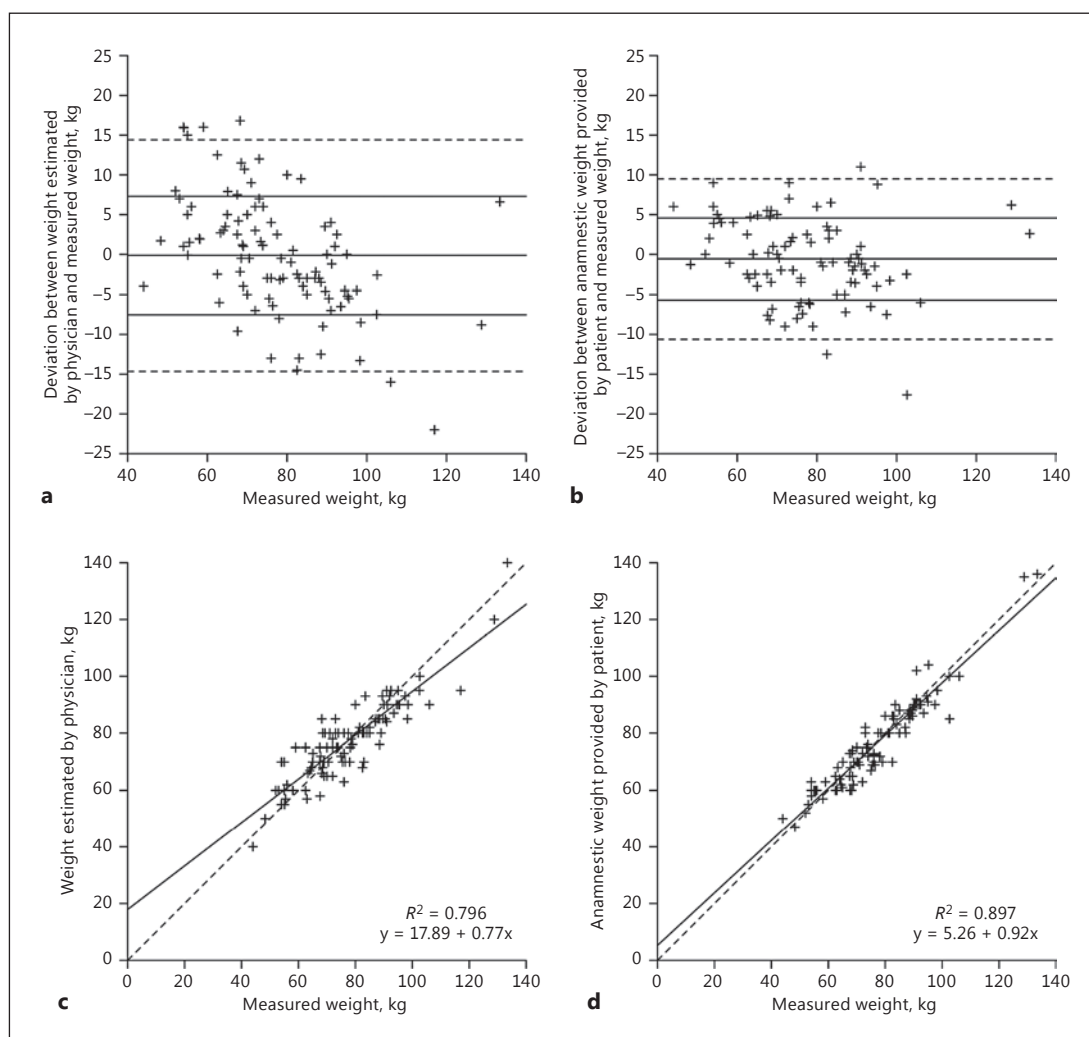 Deviation between weight estimated
by physician and measured weight, kg
25
20
15
10
5
0
–5
–10
–15
–20
–25
40 60 80 100 120 140
Measured weight, kg
a
Deviation between anamnestic weight provided
by patient and measured weight, kg
25
20
15
10
5
0
–5
–10
–15
–20
–25
40 60 80 100 120 140
Measured weight, kg
b
Weight estimated by physician, kg
140
120
100
80
60
40
20
0
R² = 0.796
y = 17.89 + 0.77x
0 20 40 60 80 100 120 140
Measured weight, kg
c
Anamnestic weight provided by patient, kg
140
120
100
80
60
40
20
0
R² = 0.897
y = 5.26 + 0.92x
0 20 40 60 80 100 120 140
Measured weight, kg
d